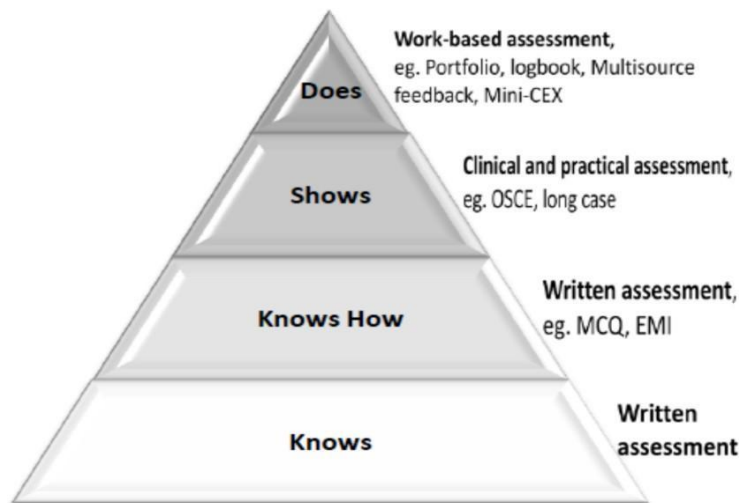 Work-based assessment,
eg. Portfolio, logbook, Multisource
feedback, Mini-CEX
Does
Clinical and practical assessment,
eg. OSCE, long case
Shows
Written assessment,
eg. MCQ, EMI
Knows How
Written
assessment
Knows